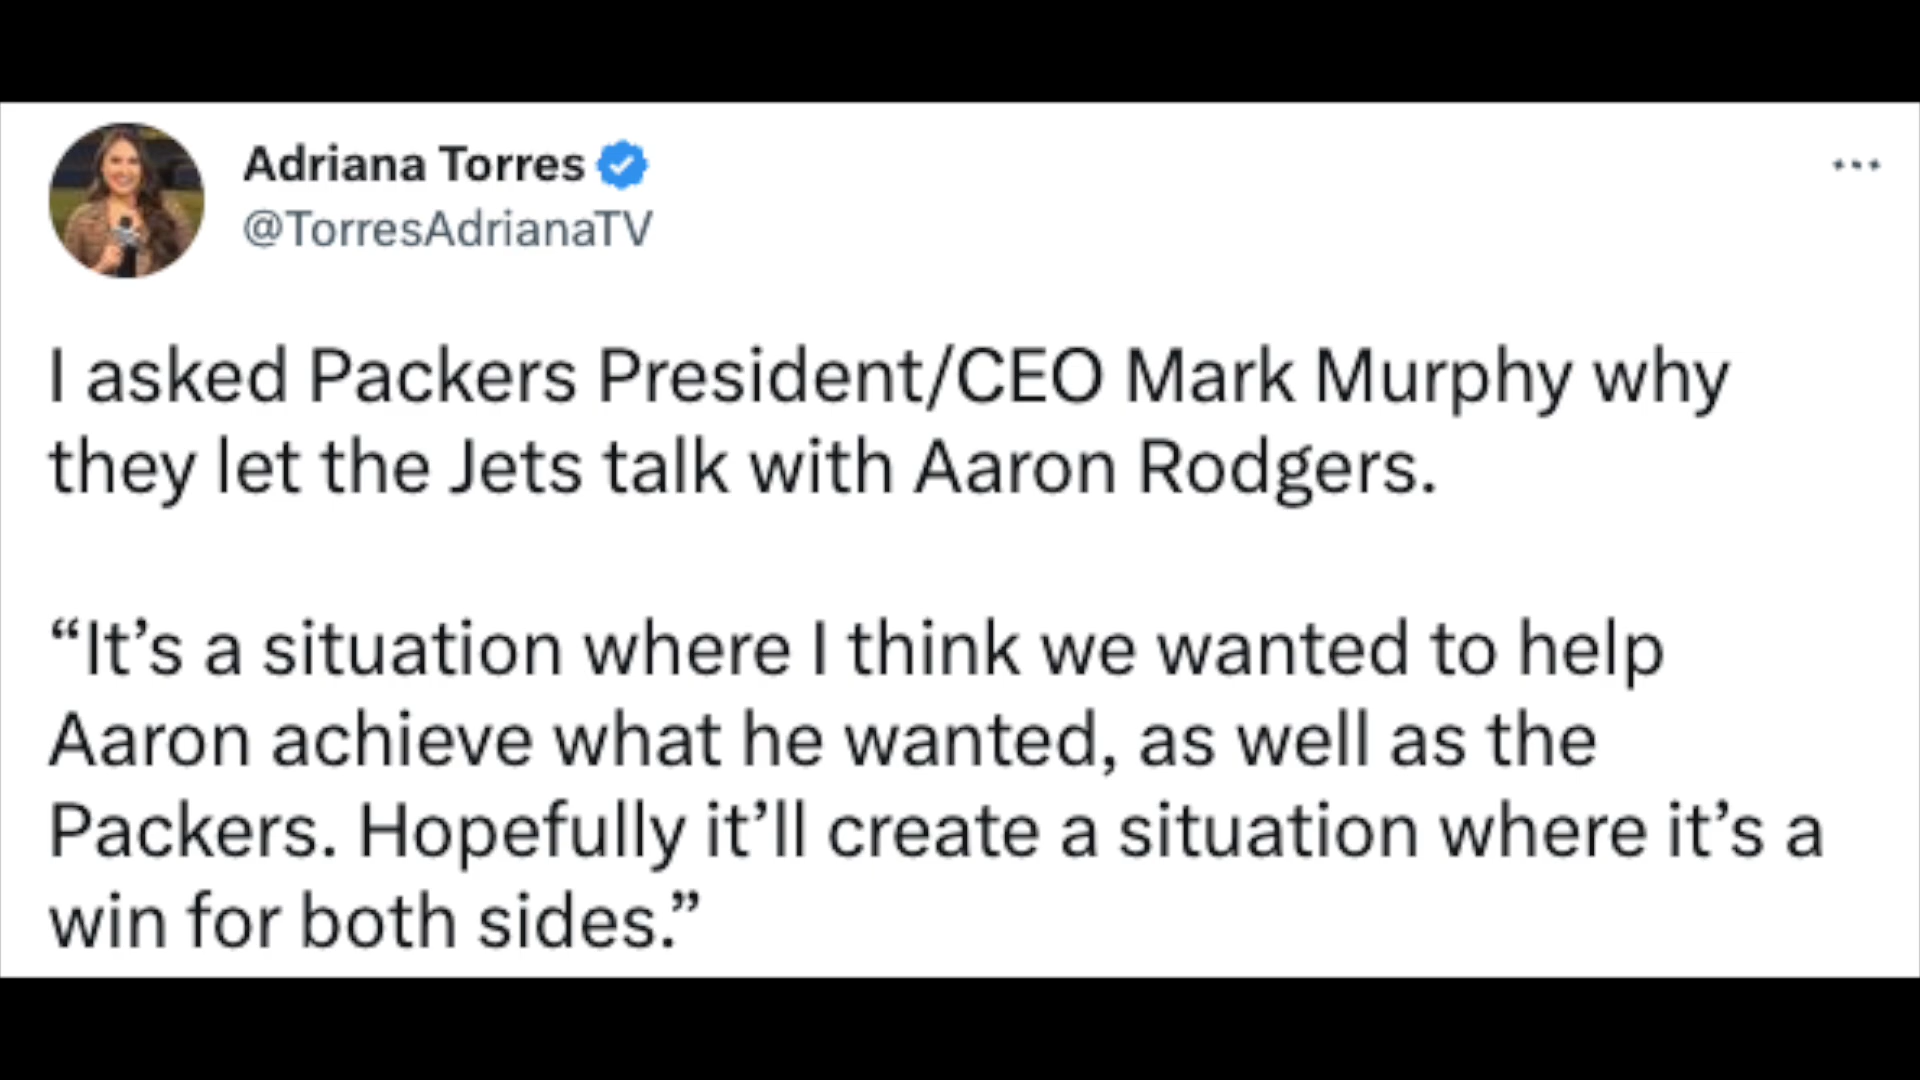 Adriana Torres
@TorresAdrianaTV
I asked Packers President/CEO Mark Murphy why
they let the Jets talk with Aaron Rodgers.
“It’s a situation where I think we wanted to help
Aaron achieve what he wanted, as well as the
Packers. Hopefully it’ll create a situation where it’s a
win for both sides.”